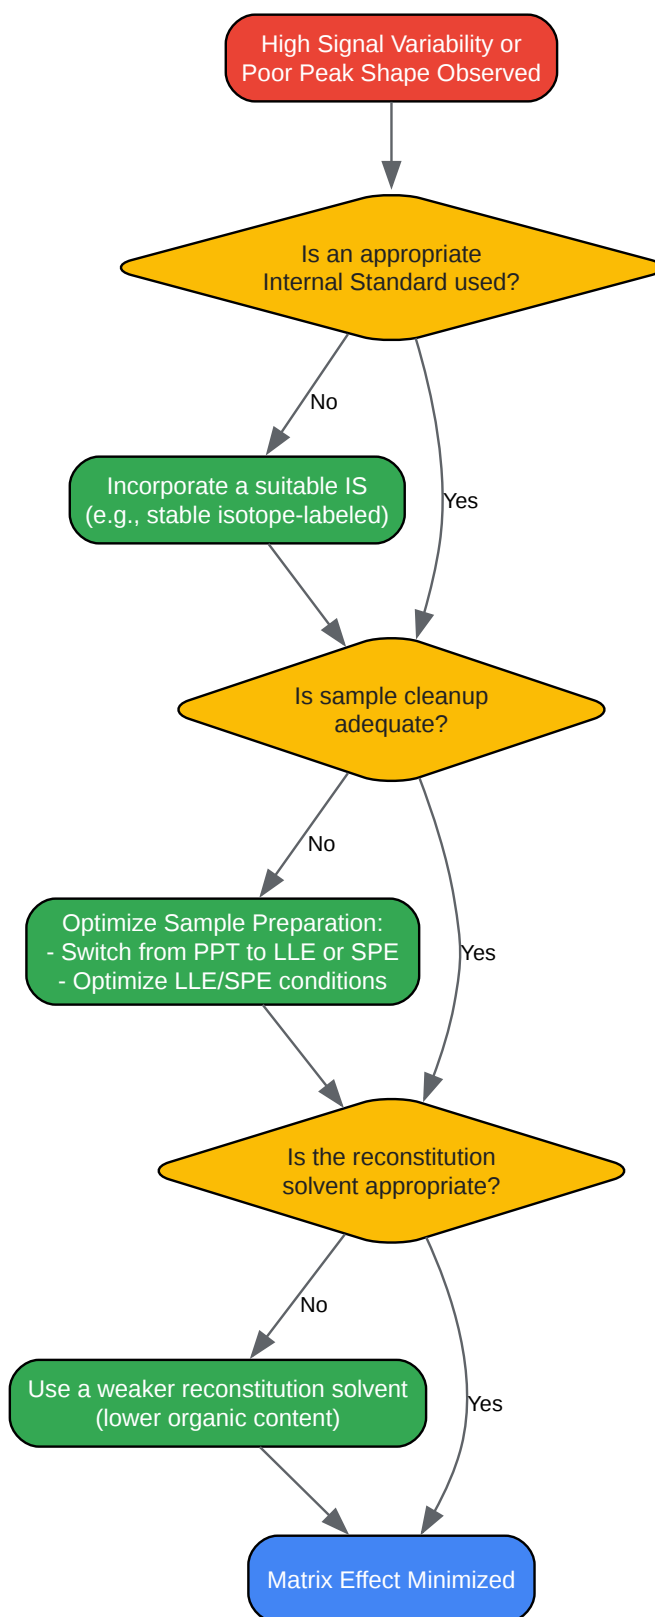 High Signal Variability or
Poor Peak Shape Observed
Is an appropriate
Internal Standard used?
No
Incorporate a suitable IS
(e.g., stable isotope-labeled)
Yes
Is sample cleanup
adequate?
No
Optimize Sample Preparation:
- Switch from PPT to LLE or SPE
- Optimize LLE/SPE conditions
Yes
Is the reconstitution
solvent appropriate?
No
Use a weaker reconstitution solvent
(lower organic content)
Yes
Matrix Effect Minimized